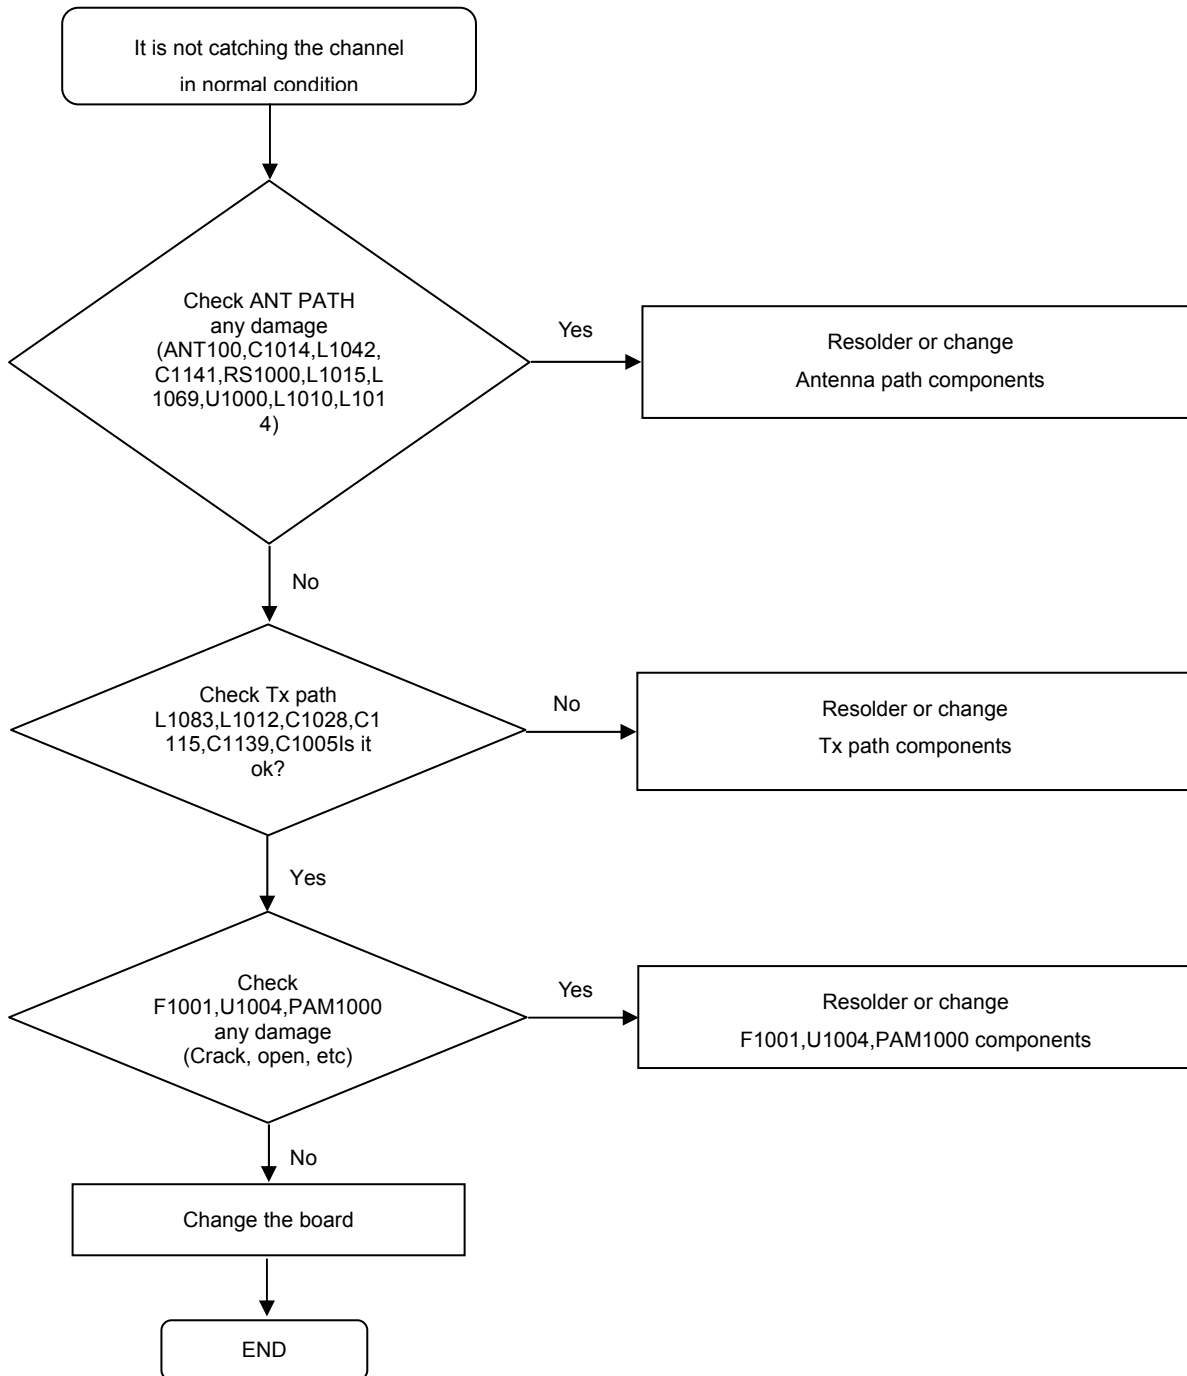 It is not catching the channel
in normal condition
Check ANT PATH
any damage
(ANT100,C1014,L1042,
C1141,RS1000,L1015,L
1069,U1000,L1010,L101
4)
Yes
Resolder or change
Antenna path components
No
Check Tx path
L1083,L1012,C1028,C1
115,C1139,C1005Is it
ok?
No
Resolder or change
Tx path components
Yes
Check
F1001,U1004,PAM1000
any damage
(Crack, open, etc)
Yes
Resolder or change
F1001,U1004,PAM1000 components
No
Change the board
END